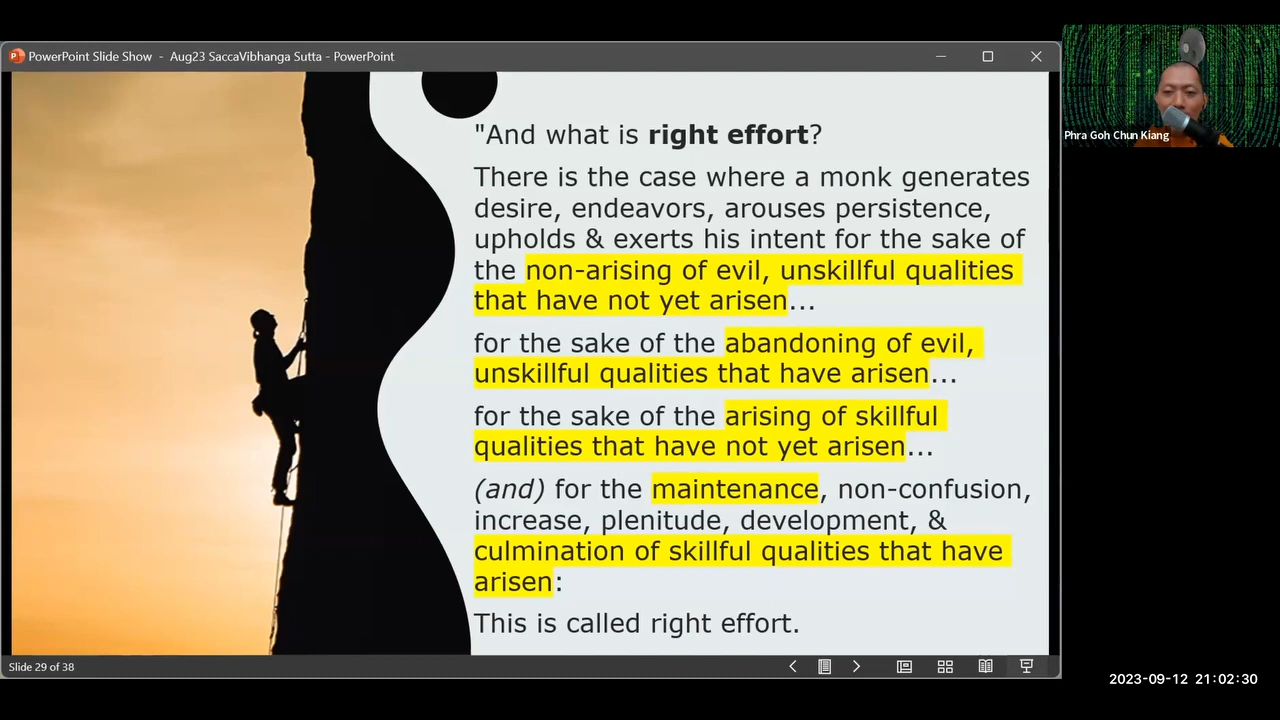 PowerPoint Slide Show - Aug23 SaccaVibhanga Sutta - PowerPoint
Phra Goh Chun Kiang
"And what is right effort?
There is the case where a monk generates
desire, endeavors, arouses persistence,
upholds & exerts his intent for the sake of
the non-arising of evil, unskillful qualities
that have not yet arisen...
for the sake of the abandoning of evil,
unskillful qualities that have arisen...
for the sake of the arising of skillful
qualities that have not yet arisen...
(and) for the maintenance, non-confusion,
increase, plenitude, development, &
culmination of skillful qualities that have
arisen:
This is called right effort.
Slide 29 of 38
2023-09-12 21:02:30